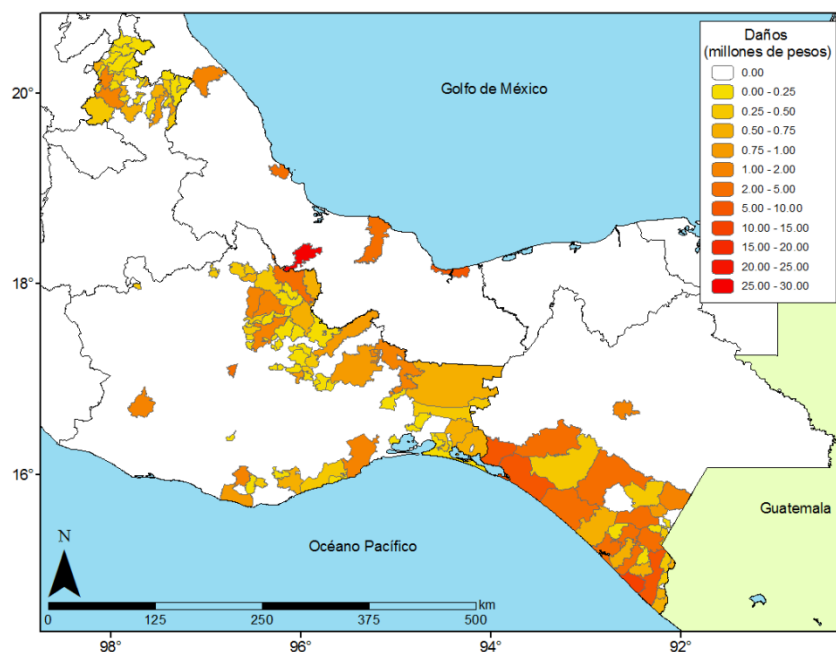 Daños
(millones de pesos)
0.00
0.00 - 0.25
0.25 - 0.50
0.50 - 0.75
0.75 - 1.00
1.00 - 2.00
2.00 - 5.00
5.00 - 10.00
10.00 - 15.00
15.00 - 20.00
20.00 - 25.00
25.00 - 30.00
Golfo de México
20°
18°
16°
Guatemala
Océano Pacífico
N
km
0 125 250 375 500
98° 96° 94° 92°